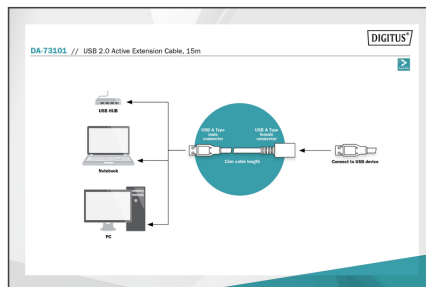 DIGITUS®
DA-73101 // USB 2.0 Active Extension Cable, 15m
USB HUB
USB A Type
male
connector
USB A Type
female
connector
15m cable length
Notebook
Connect to USB device
PC